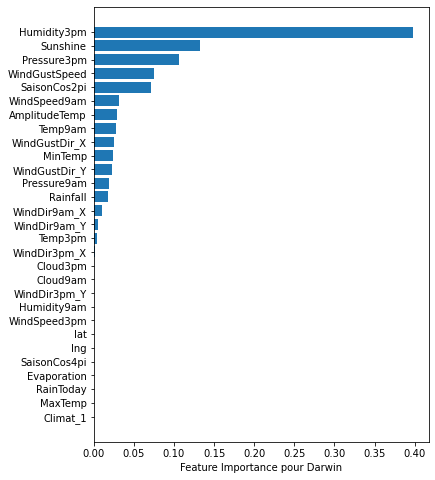 Humidity3pm
Sunshine
Pressure3pm
WindGustSpeed
SaisonCos2pi
WindSpeed9am
AmplitudeTemp
Temp9am
WindGustDir_X
MinTemp
WindGustDir_Y
Pressure9am
Rainfall
WindDir9am_X
WindDir9am_Y
Temp3pm
WindDir3pm_X
Cloud3pm
Cloud9am
WindDir3pm_Y
Humidity9am
WindSpeed3pm
lat
lng
SaisonCos4pi
Evaporation
RainToday
MaxTemp
Climat_1
0.00 0.05 0.10 0.15 0.20 0.25 0.30 0.35 0.40
Feature Importance pour Darwin